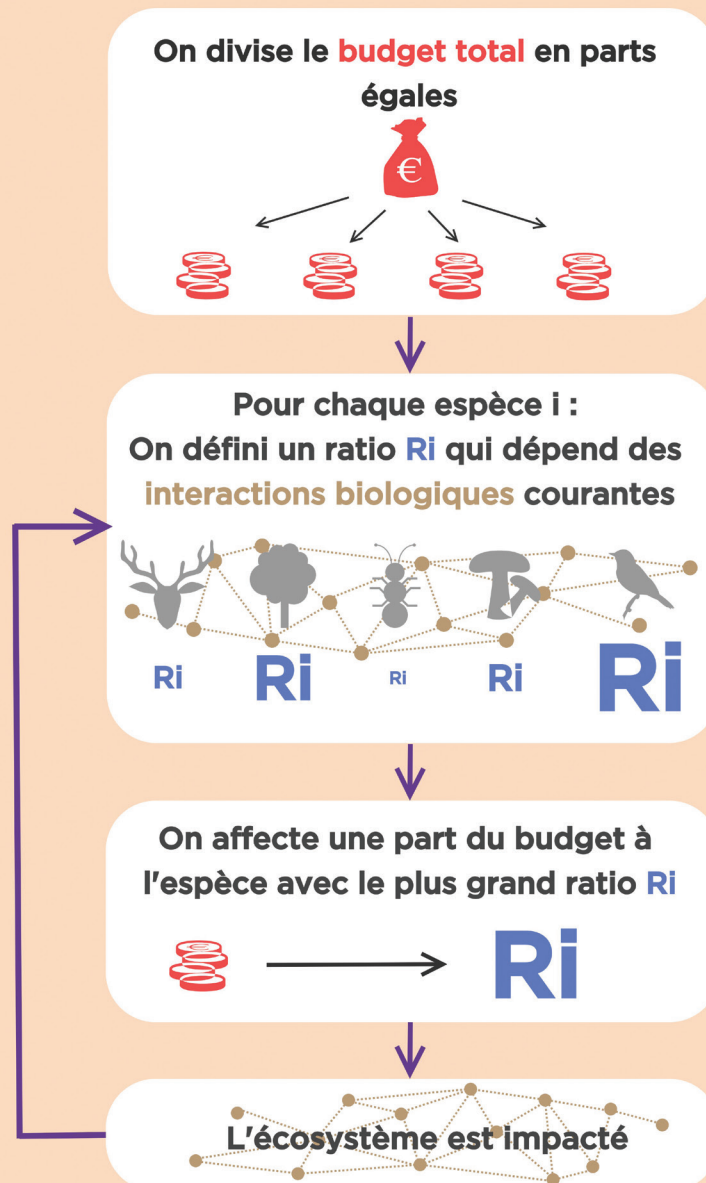 On divise le budget total en parts
égales
€
€ € € €
Pour chaque espèce i :
On défini un ratio Ri qui dépend des
interactions biologiques courantes
Ri Ri Ri Ri Ri
On affecte une part du budget à
l'espèce avec le plus grand ratio Ri
€ Ri
L'écosystème est impacté